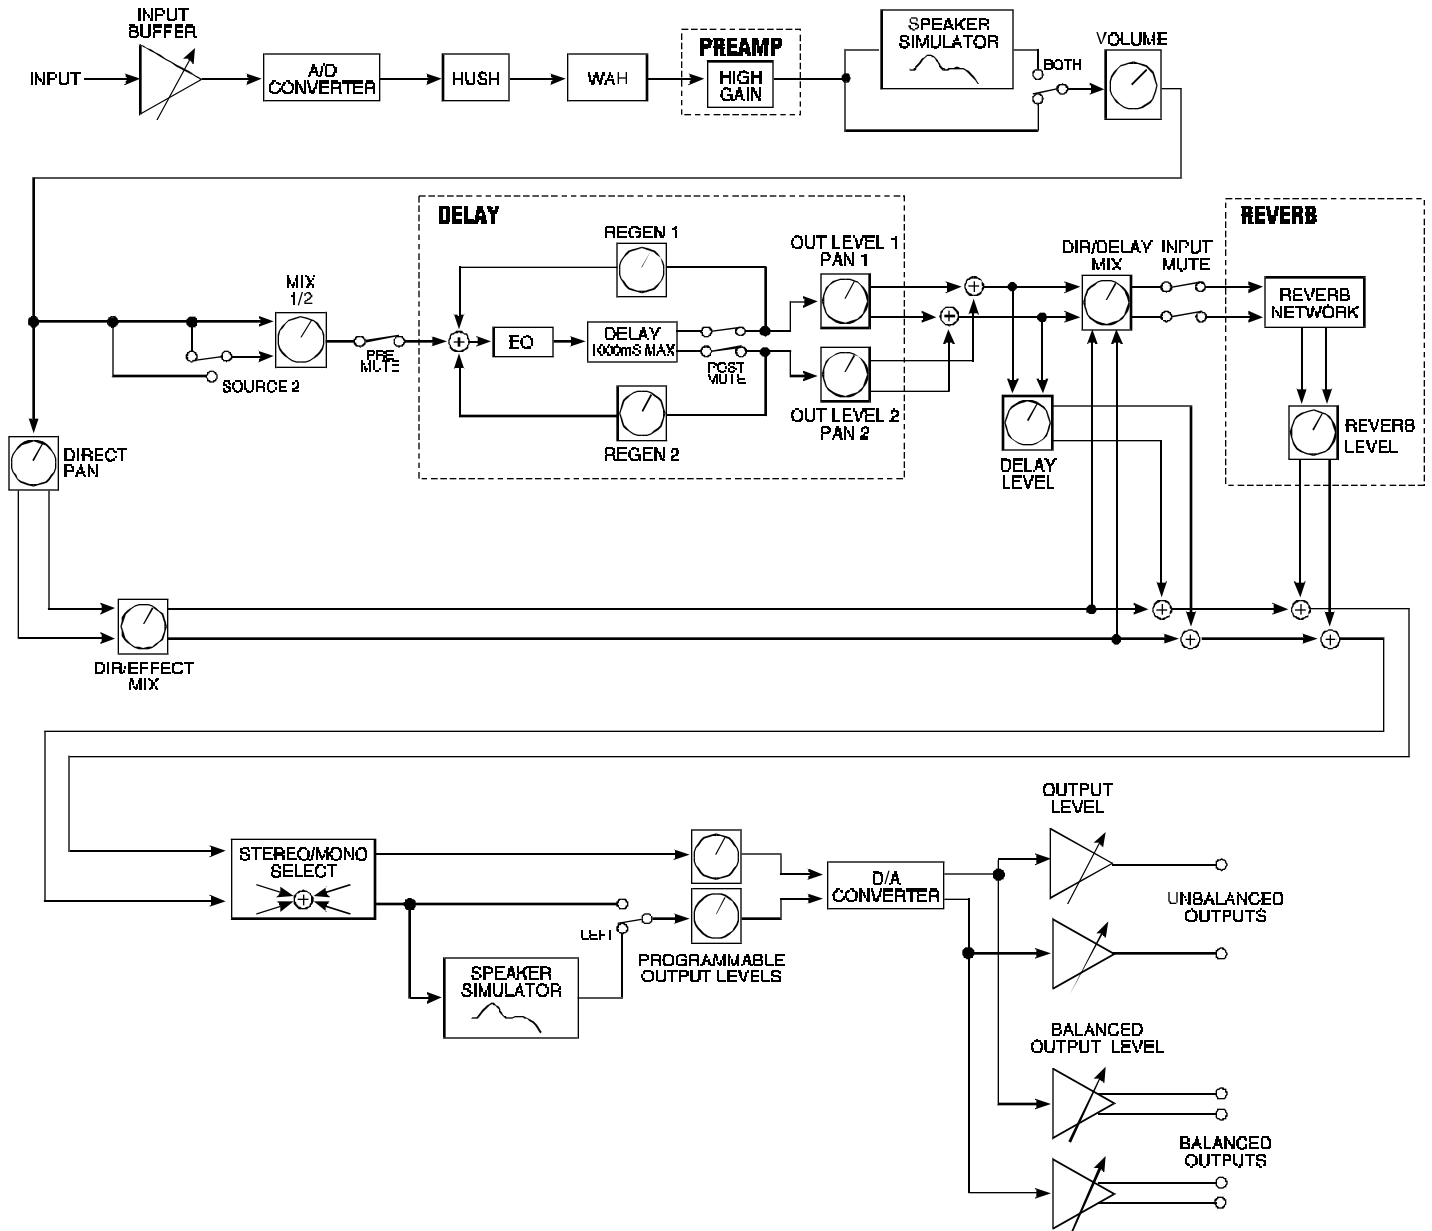 INPUT
BUFFER
INPUT
A/D
CONVERTER
HUSH
WAH
PREAMP
HIGH
GAIN
SPEAKER
SIMULATOR
BOTH
VOLUME
DELAY
REGEN 1
OUT LEVEL 1
PAN 1
DIR/DELAY
MIX
INPUT
MUTE
REVERB
MIX
1/2
PRE
MUTE
SOURCE 2
EQ
DELAY
1000mS MAX
POST
MUTE
REVERB
NETWORK
REGEN 2
OUT LEVEL 2
PAN 2
DELAY
LEVEL
REVERB
LEVEL
DIRECT
PAN
DIR/EFFECT
MIX
STEREO/MONO
SELECT
LEFT
SPEAKER
SIMULATOR
PROGRAMMABLE
OUTPUT LEVELS
D/A
CONVERTER
OUTPUT
LEVEL
UNBALANCED
OUTPUTS
BALANCED
OUTPUT LEVEL
BALANCED
OUTPUTS